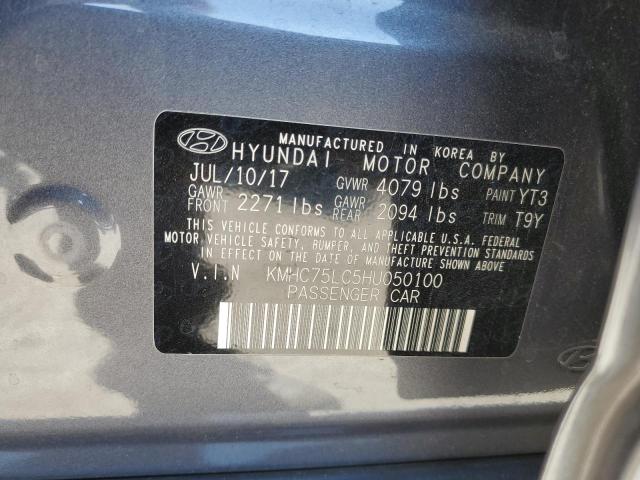 MANUFACTURED IN KOREA BY
HYUNDAI MOTOR COMPANY
JUL/10/17 GVWR 4079 lbs PAINT YT3
GAWR FRONT 2271 lbs GAWR REAR 2094 lbs TRIM T9Y
THIS VEHICLE CONFORMS TO ALL APPLICABLE U.S.A. FEDERAL
MOTOR VEHICLE SAFETY, BUMPER, AND THEFT PREVENTION STANDARDS IN
EFFECT ON THE DATE OF MANUFACTURE SHOWN ABOVE
V.I.N KMHC75LC5HU050100
PASSENGER CAR